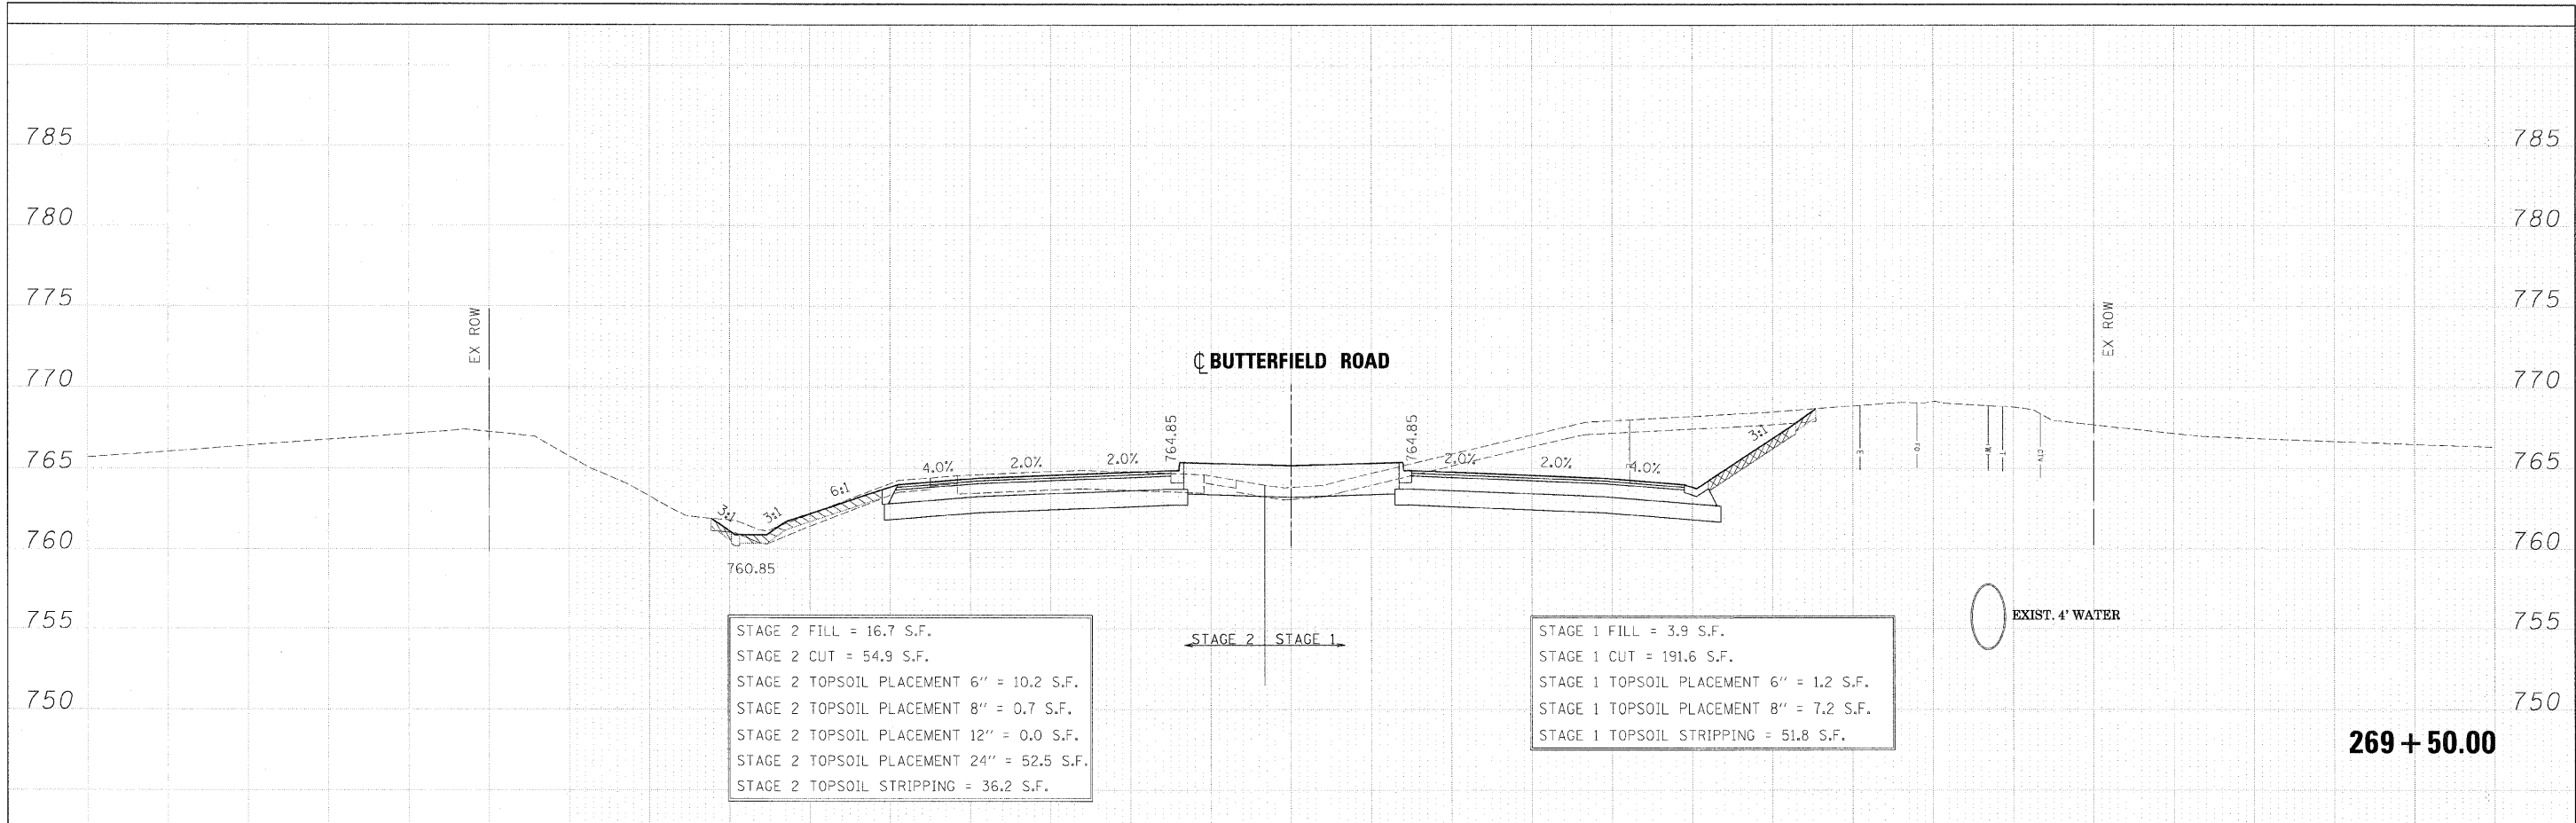 785 785
780 780
775 775
EX ROW EX ROW
770 ℄ BUTTERFIELD ROAD 770
764.85 764.85
765 765
4.0% 2.0% 2.0% 2.0% 2.0% 4.0% 3:1
3:1 3:1 6:1
E FO W T CTV
760 760
760.85
755 755
EXIST. 4' WATER
STAGE 2 STAGE 1
750 750
STAGE 2 FILL = 16.7 S.F.
STAGE 2 CUT = 54.9 S.F.
STAGE 2 TOPSOIL PLACEMENT 6'' = 10.2 S.F.
STAGE 2 TOPSOIL PLACEMENT 8'' = 0.7 S.F.
STAGE 2 TOPSOIL PLACEMENT 12'' = 0.0 S.F.
STAGE 2 TOPSOIL PLACEMENT 24'' = 52.5 S.F.
STAGE 2 TOPSOIL STRIPPING = 36.2 S.F.
STAGE 1 FILL = 3.9 S.F.
STAGE 1 CUT = 191.6 S.F.
STAGE 1 TOPSOIL PLACEMENT 6'' = 1.2 S.F.
STAGE 1 TOPSOIL PLACEMENT 8'' = 7.2 S.F.
STAGE 1 TOPSOIL STRIPPING = 51.8 S.F.
269 + 50.00